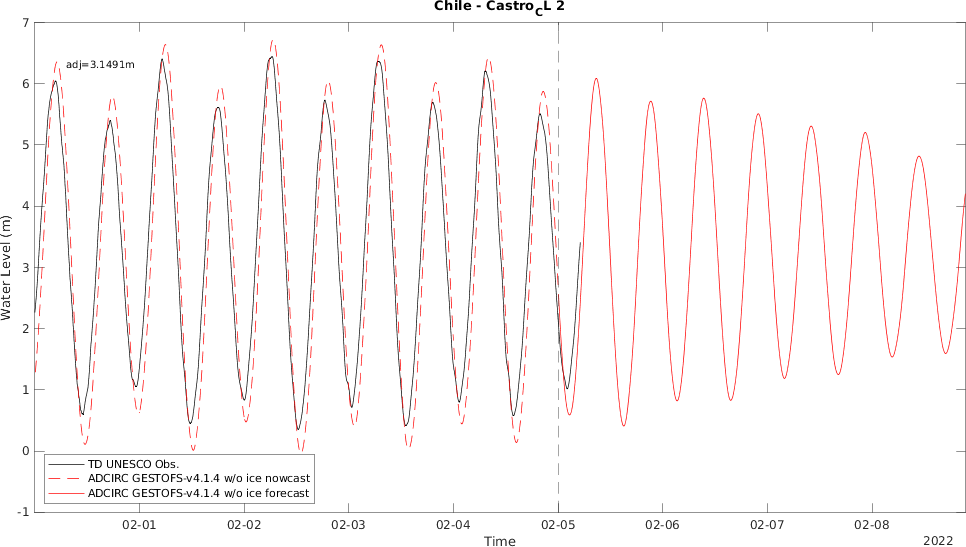 Chile - Castro_CL 2
7
6
5
4
3
2
1
0
-1
Water Level (m)
adj=3.1491m
TD UNESCO Obs.
ADCIRC GESTOFS-v4.1.4 w/o ice nowcast
ADCIRC GESTOFS-v4.1.4 w/o ice forecast
02-01 02-02 02-03 02-04 02-05 02-06 02-07 02-08
Time
2022